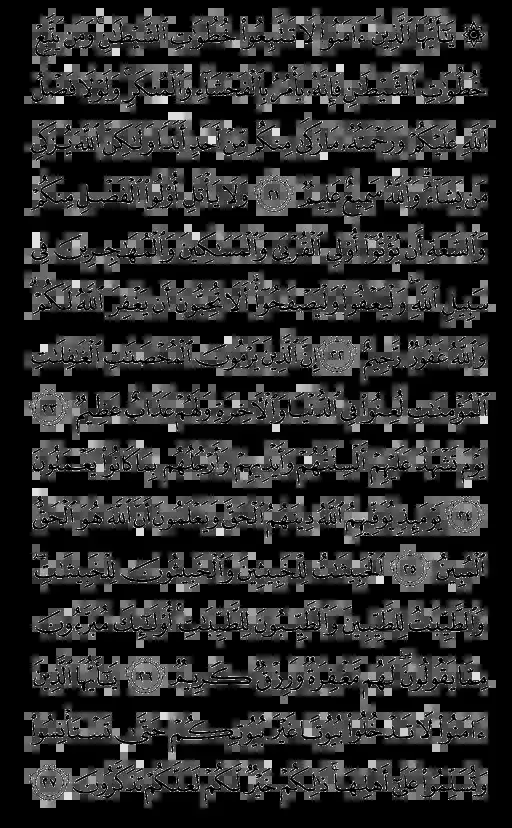 ۞ يَٰٓأَيُّهَا ٱلَّذِينَ ءَامَنُوا۟ لَا تَتَّبِعُوا۟ خُطُوَٰتِ ٱلشَّيْطَٰنِ ۚ وَمَن يَتَّبِعْ
خُطُوَٰتِ ٱلشَّيْطَٰنِ فَإِنَّهُۥ يَأْمُرُ بِٱلْفَحْشَآءِ وَٱلْمُنكَرِ ۚ وَلَوْلَا فَضْلُ
ٱللَّهِ عَلَيْكُمْ وَرَحْمَتُهُۥ مَا زَكَىٰ مِنكُم مِّنْ أَحَدٍ أَبَدًا وَلَٰكِنَّ ٱللَّهَ يُزَكِّى
مَن يَشَآءُ ۗ وَٱللَّهُ سَمِيعٌ عَلِيمٌ ٢١ وَلَا يَأْتَلِ أُو۟لُوا۟ ٱلْفَضْلِ مِنكُمْ
وَٱلسَّعَةِ أَن يُؤْتُوٓا۟ أُو۟لِى ٱلْقُرْبَىٰ وَٱلْمَسَٰكِينَ وَٱلْمُهَٰجِرِينَ فِى
سَبِيلِ ٱللَّهِ ۖ وَلْيَعْفُوا۟ وَلْيَصْفَحُوٓا۟ ۗ أَلَا تُحِبُّونَ أَن يَغْفِرَ ٱللَّهُ لَكُمْ ۗ
وَٱللَّهُ غَفُورٌ رَّحِيمٌ ٢٢ إِنَّ ٱلَّذِينَ يَرْمُونَ ٱلْمُحْصَنَٰتِ ٱلْغَٰفِلَٰتِ
ٱلْمُؤْمِنَٰتِ لُعِنُوا۟ فِى ٱلدُّنْيَا وَٱلْءَاخِرَةِ وَلَهُمْ عَذَابٌ عَظِيمٌ ٢٣
يَوْمَ تَشْهَدُ عَلَيْهِمْ أَلْسِنَتُهُمْ وَأَيْدِيهِمْ وَأَرْجُلُهُم بِمَا كَانُوا۟ يَعْمَلُونَ
٢٤ يَوْمَئِذٍ يُوَفِّيهِمُ ٱللَّهُ دِينَهُمُ ٱلْحَقَّ وَيَعْلَمُونَ أَنَّ ٱللَّهَ هُوَ ٱلْحَقُّ
ٱلْمُبِينُ ٢٥ ٱلْخَبِيثَٰتُ لِلْخَبِيثِينَ وَٱلْخَبِيثُونَ لِلْخَبِيثَٰتِ ۖ
وَٱلطَّيِّبَٰتُ لِلطَّيِّبِينَ وَٱلطَّيِّبُونَ لِلطَّيِّبَٰتِ ۚ أُو۟لَٰٓئِكَ مُبَرَّءُونَ
مِمَّا يَقُولُونَ ۖ لَهُم مَّغْفِرَةٌ وَرِزْقٌ كَرِيمٌ ٢٦ يَٰٓأَيُّهَا ٱلَّذِينَ
ءَامَنُوا۟ لَا تَدْخُلُوا۟ بُيُوتًا غَيْرَ بُيُوتِكُمْ حَتَّىٰ تَسْتَأْنِسُوا۟
وَتُسَلِّمُوا۟ عَلَىٰٓ أَهْلِهَا ۚ ذَٰلِكُمْ خَيْرٌ لَّكُمْ لَعَلَّكُمْ تَذَكَّرُونَ ٢٧